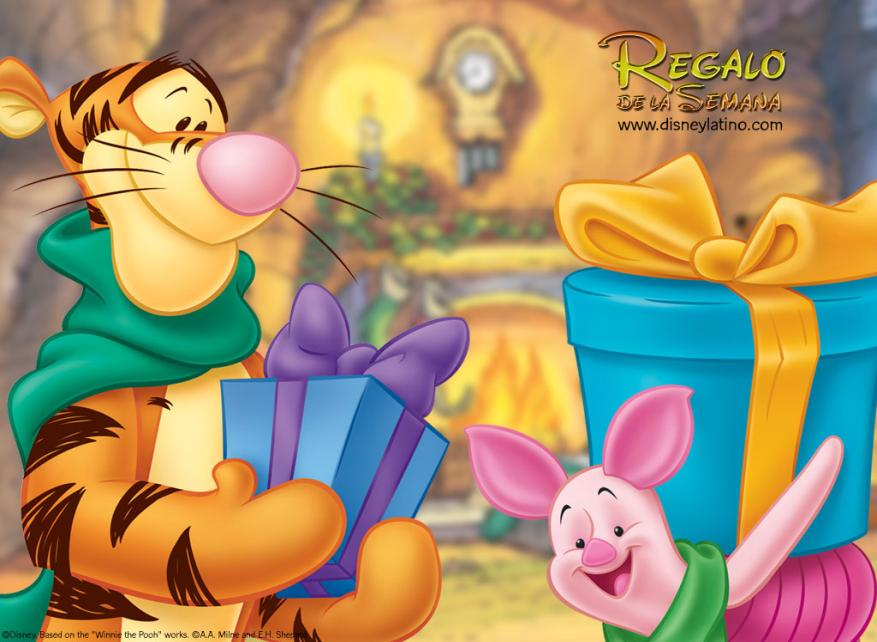 REGALO
DE LA SEMANA
www.disneylatino.com
©Disney. Based on the "Winnie the Pooh" works. ©A.A. Milne and E.H. Shepard